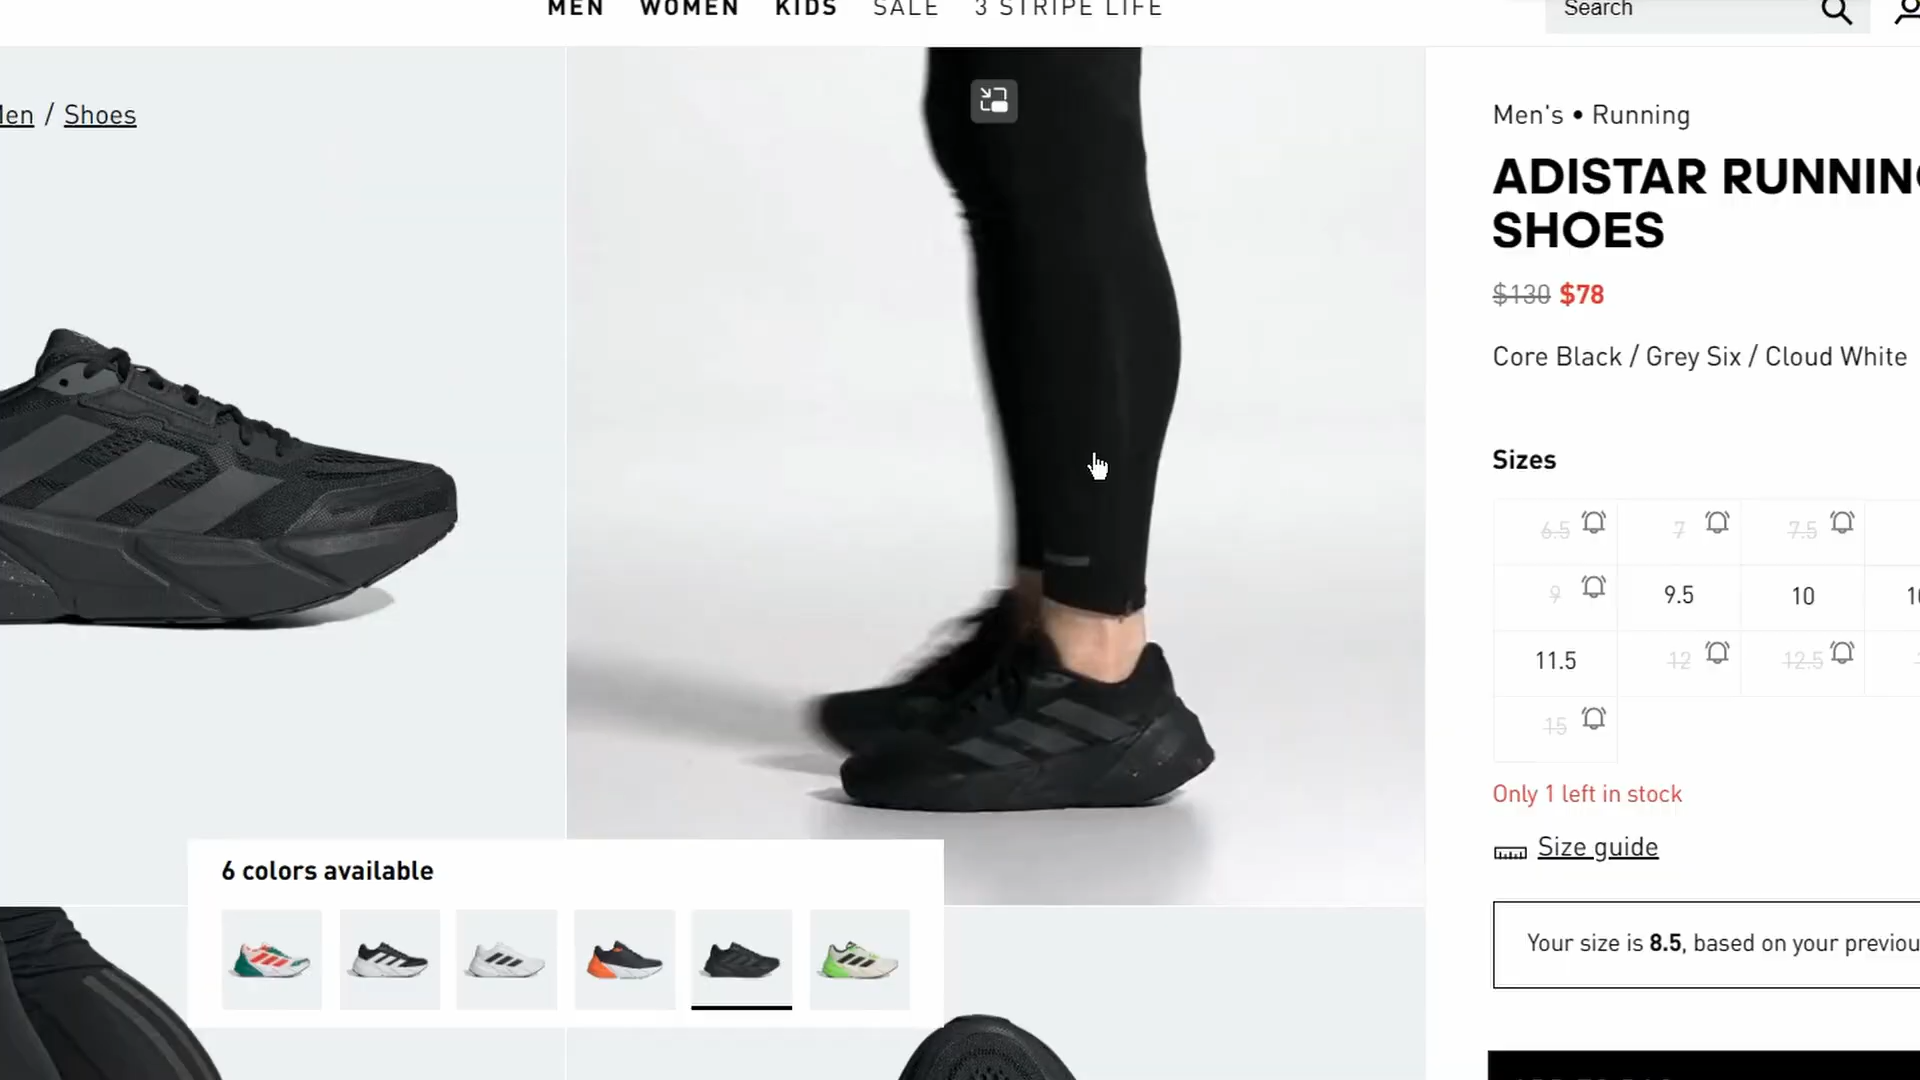 MEN WOMEN KIDS SALE 3 STRIPE LIFE
Search
/ Shoes
Men's • Running
ADISTAR RUNNING
SHOES
$130 $78
Core Black / Grey Six / Cloud White
Sizes
6.5 7 7.5
9 9.5 10
11.5 12 12.5
15
Only 1 left in stock
Size guide
Your size is 8.5, based on your
6 colors available